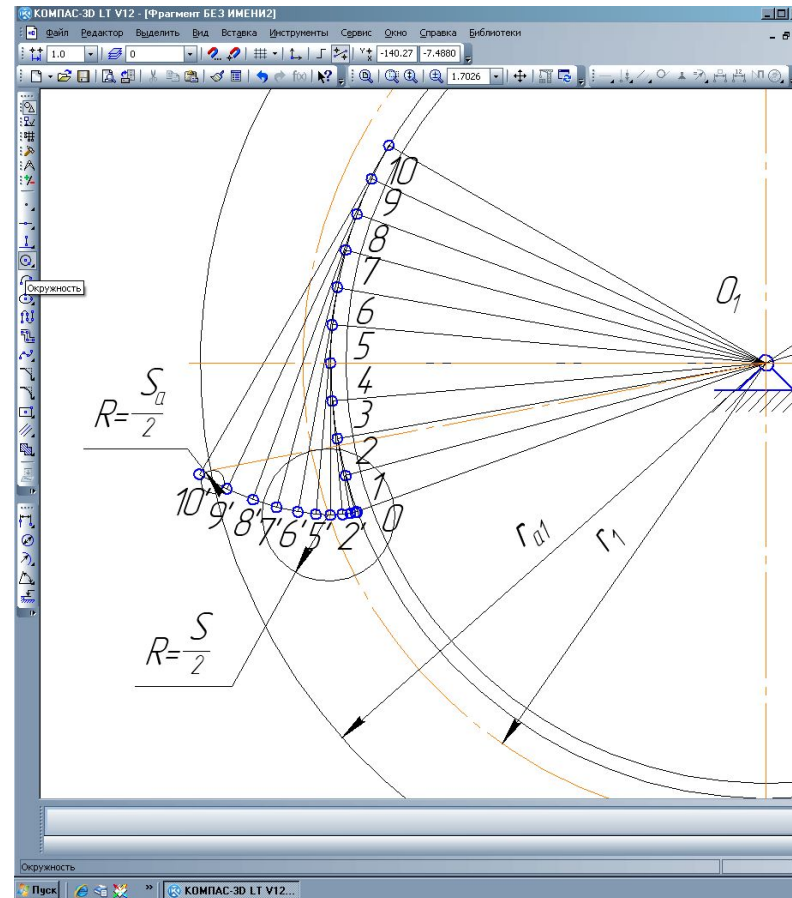 КОМПАС-3D LT V12 - [Фрагмент БЕЗ ИМЕНИ2]
Файл Редактор Выделить Вид Вставка Инструменты Сервис Окно Справка Библиотеки
1.0 0 -140.27 -7.4880
1.7026
10
9
8
7
6
5
4
3
2
1
0
O₁
Окружность
R=Sa/2
10' 9' 8' 7' 6' 5' 2'
ra1
r1
R=S/2
Окружность
Пуск » КОМПАС-3D LT V12...